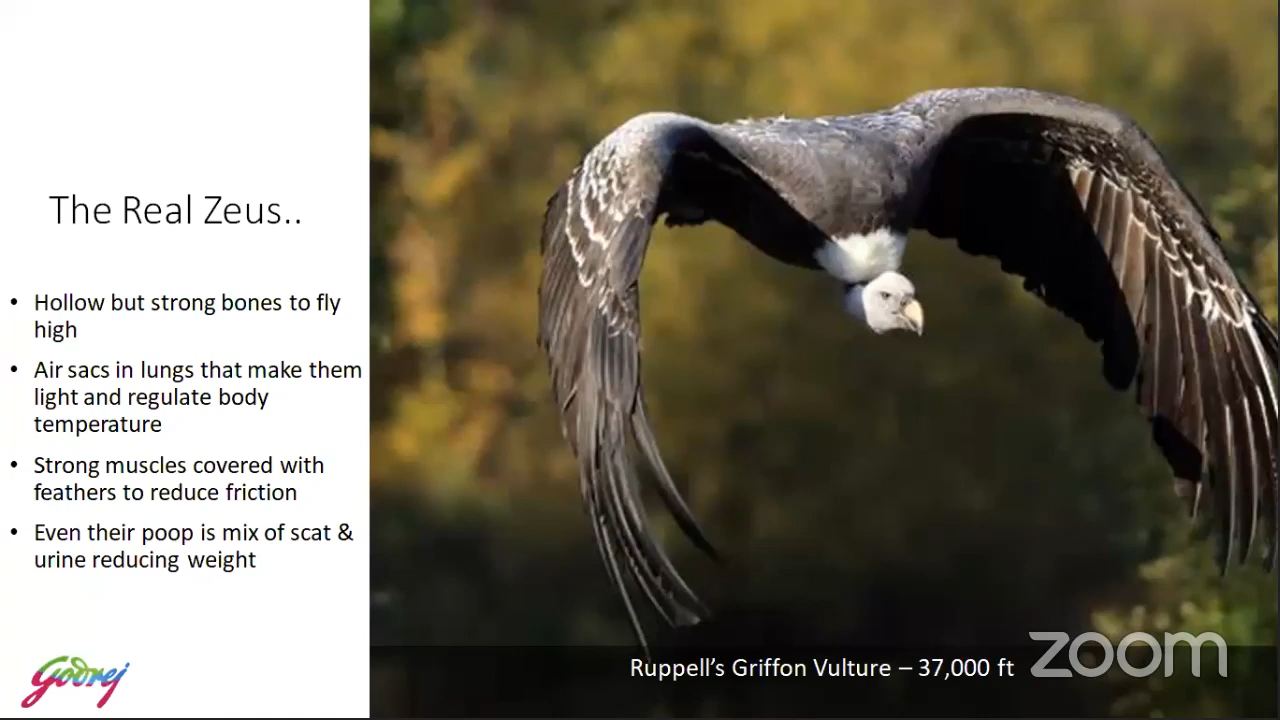 The Real Zeus..
• Hollow but strong bones to fly
high
• Air sacs in lungs that make them
light and regulate body
temperature
• Strong muscles covered with
feathers to reduce friction
• Even their poop is mix of scat &
urine reducing weight
Godrej
Ruppell's Griffon Vulture – 37,000 ft
zoom